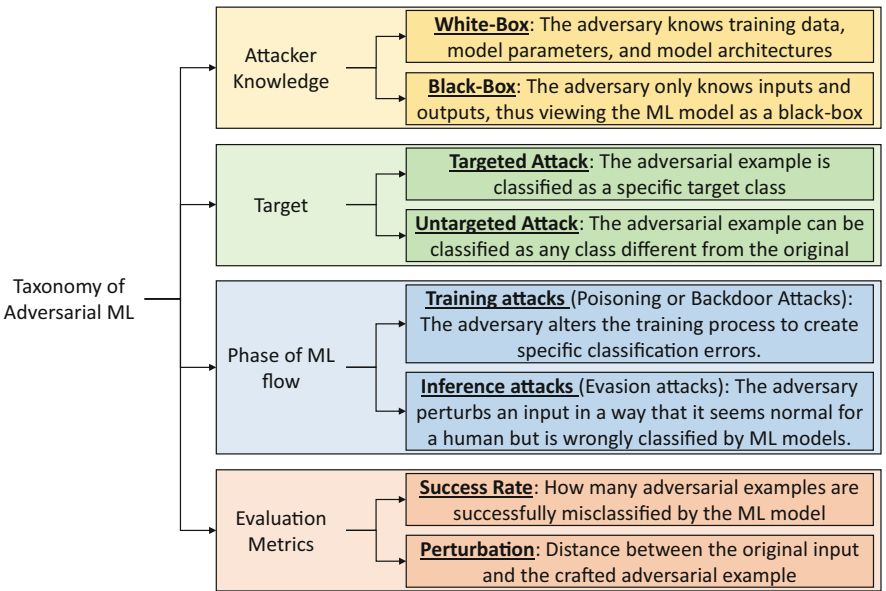 Taxonomy of
Adversarial ML
Attacker
Knowledge
White-Box: The adversary knows training data,
model parameters, and model architectures
Black-Box: The adversary only knows inputs and
outputs, thus viewing the ML model as a black-box
Target
Targeted Attack: The adversarial example is
classified as a specific target class
Untargeted Attack: The adversarial example can be
classified as any class different from the original
Phase of ML
flow
Training attacks (Poisoning or Backdoor Attacks):
The adversary alters the training process to create
specific classification errors.
Inference attacks (Evasion attacks): The adversary
perturbs an input in a way that it seems normal for
a human but is wrongly classified by ML models.
Evaluation
Metrics
Success Rate: How many adversarial examples are
successfully misclassified by the ML model
Perturbation: Distance between the original input
and the crafted adversarial example